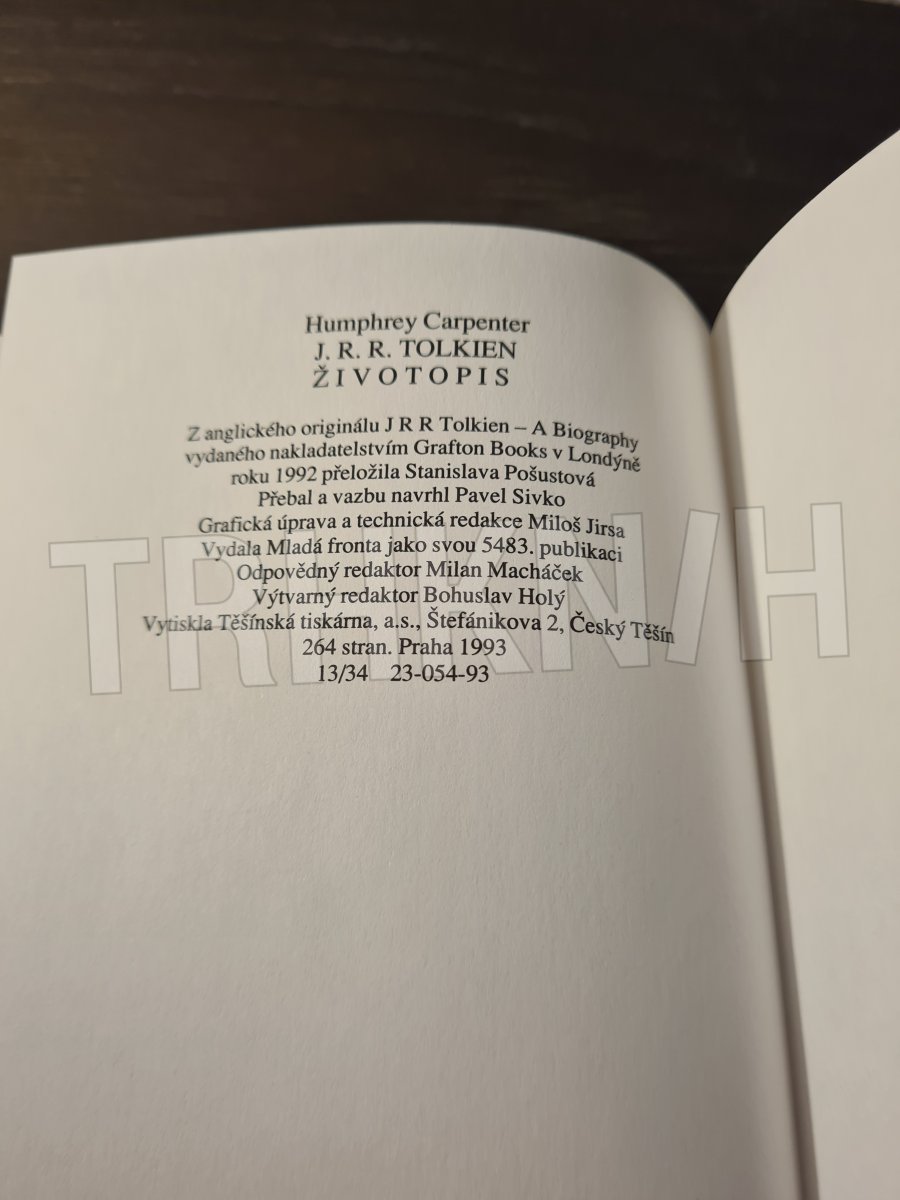 Humphrey Carpenter
J. R. R. TOLKIEN
ŽIVOTOPIS
Z anglického originálu J R R Tolkien – A Biography
vydaného nakladatelstvím Grafton Books v Londýně
roku 1992 přeložila Stanislava Pošustová
Přebal a vazbu navrhl Pavel Sivko
Grafická úprava a technická redakce Miloš Jirsa
Vydala Mladá fronta jako svou 5483. publikaci
Odpovědný redaktor Milan Macháček
Výtvarný redaktor Bohuslav Holý
Vytiskla Těšínská tiskárna, a.s., Štefánikova 2, Český Těšín
264 stran. Praha 1993
13/34 23-054-93